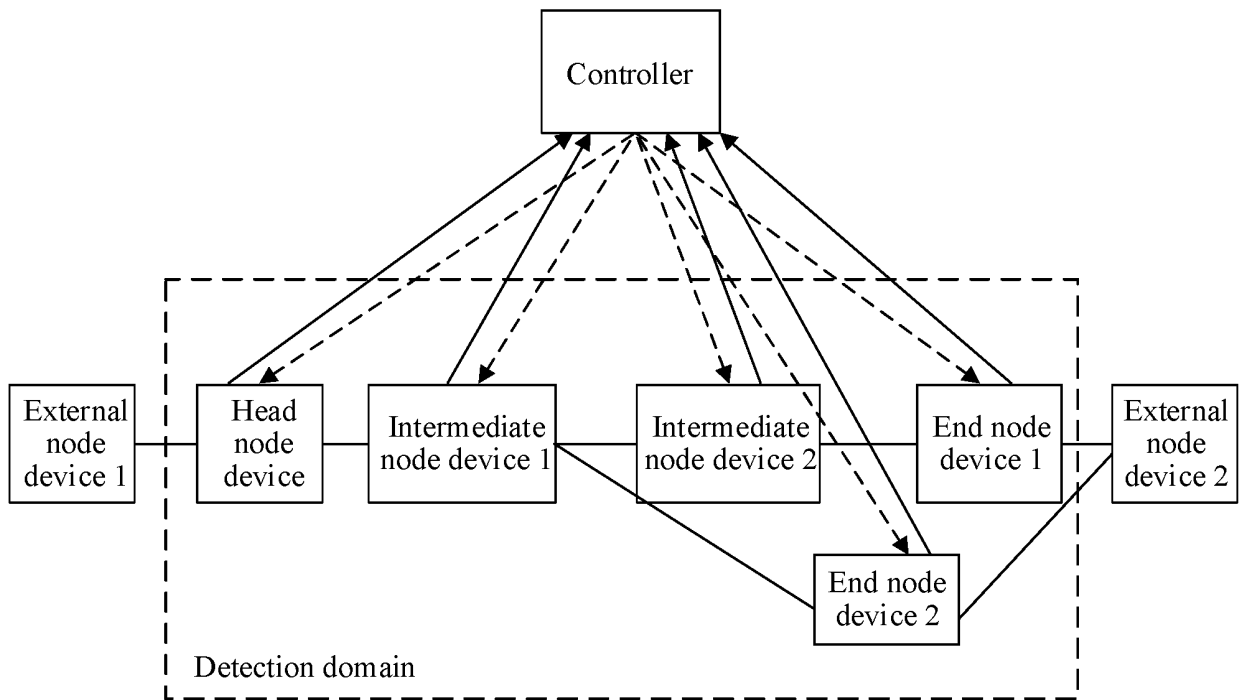 Controller
External
node
device 1
Head
node
device
Intermediate
node device 1
Intermediate
node device 2
End node
device 1
External
node
device 2
End node
device 2
Detection domain